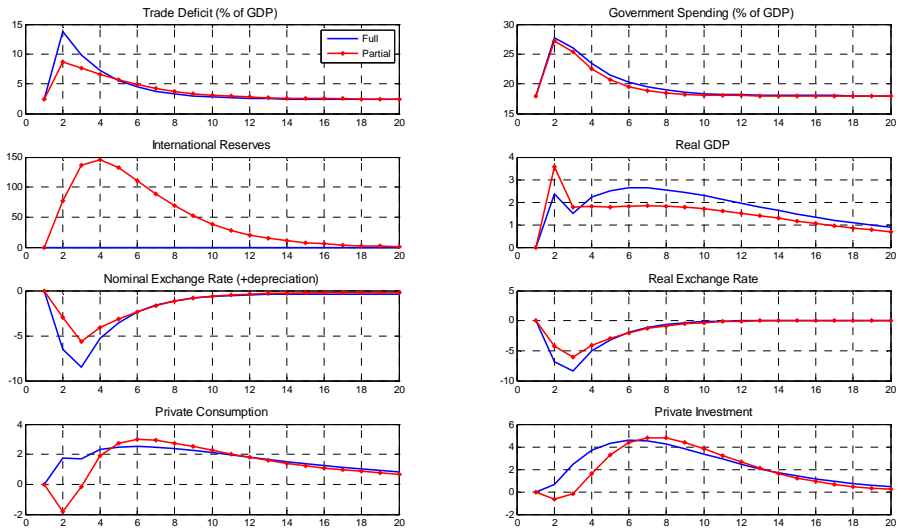 Trade Deficit (% of GDP)
15
10
5
0
0 2 4 6 8 10 12 14 16 18 20
Full
Partial
Government Spending (% of GDP)
30
25
20
15
0 2 4 6 8 10 12 14 16 18 20
International Reserves
150
100
50
0
0 2 4 6 8 10 12 14 16 18 20
Real GDP
4
3
2
1
0
0 2 4 6 8 10 12 14 16 18 20
Nominal Exchange Rate (+depreciation)
0
-5
-10
0 2 4 6 8 10 12 14 16 18 20
Real Exchange Rate
5
0
-5
-10
0 2 4 6 8 10 12 14 16 18 20
Private Consumption
4
2
0
-2
0 2 4 6 8 10 12 14 16 18 20
Private Investment
6
4
2
0
-2
0 2 4 6 8 10 12 14 16 18 20